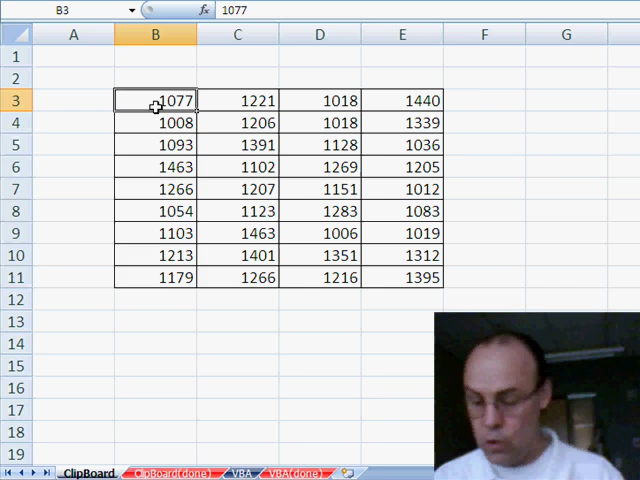 B3 fx 1077
A B C D E F G
1
2
3 1077 1221 1018 1440
4 1008 1206 1018 1339
5 1093 1391 1128 1036
6 1463 1102 1269 1205
7 1266 1207 1151 1012
8 1054 1123 1283 1083
9 1103 1463 1006 1019
10 1213 1401 1351 1312
11 1179 1266 1216 1395
12
13
14
15
16
17
18
19
ClipBoard ClipBoard(done) VBA VBA(done)